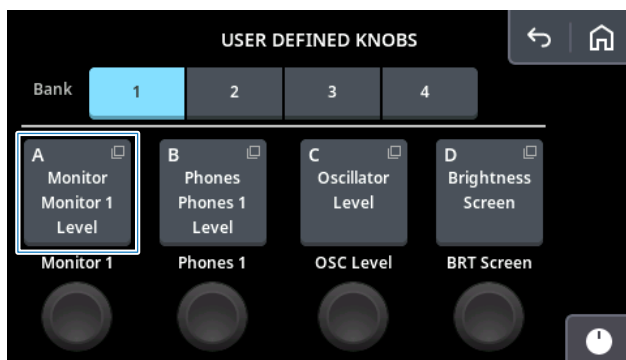 USER DEFINED KNOBS
Bank 1 2 3 4
A
Monitor
Monitor 1
Level
B
Phones
Phones 1
Level
C
Oscillator
Level
D
Brightness
Screen
Monitor 1 Phones 1 OSC Level BRT Screen